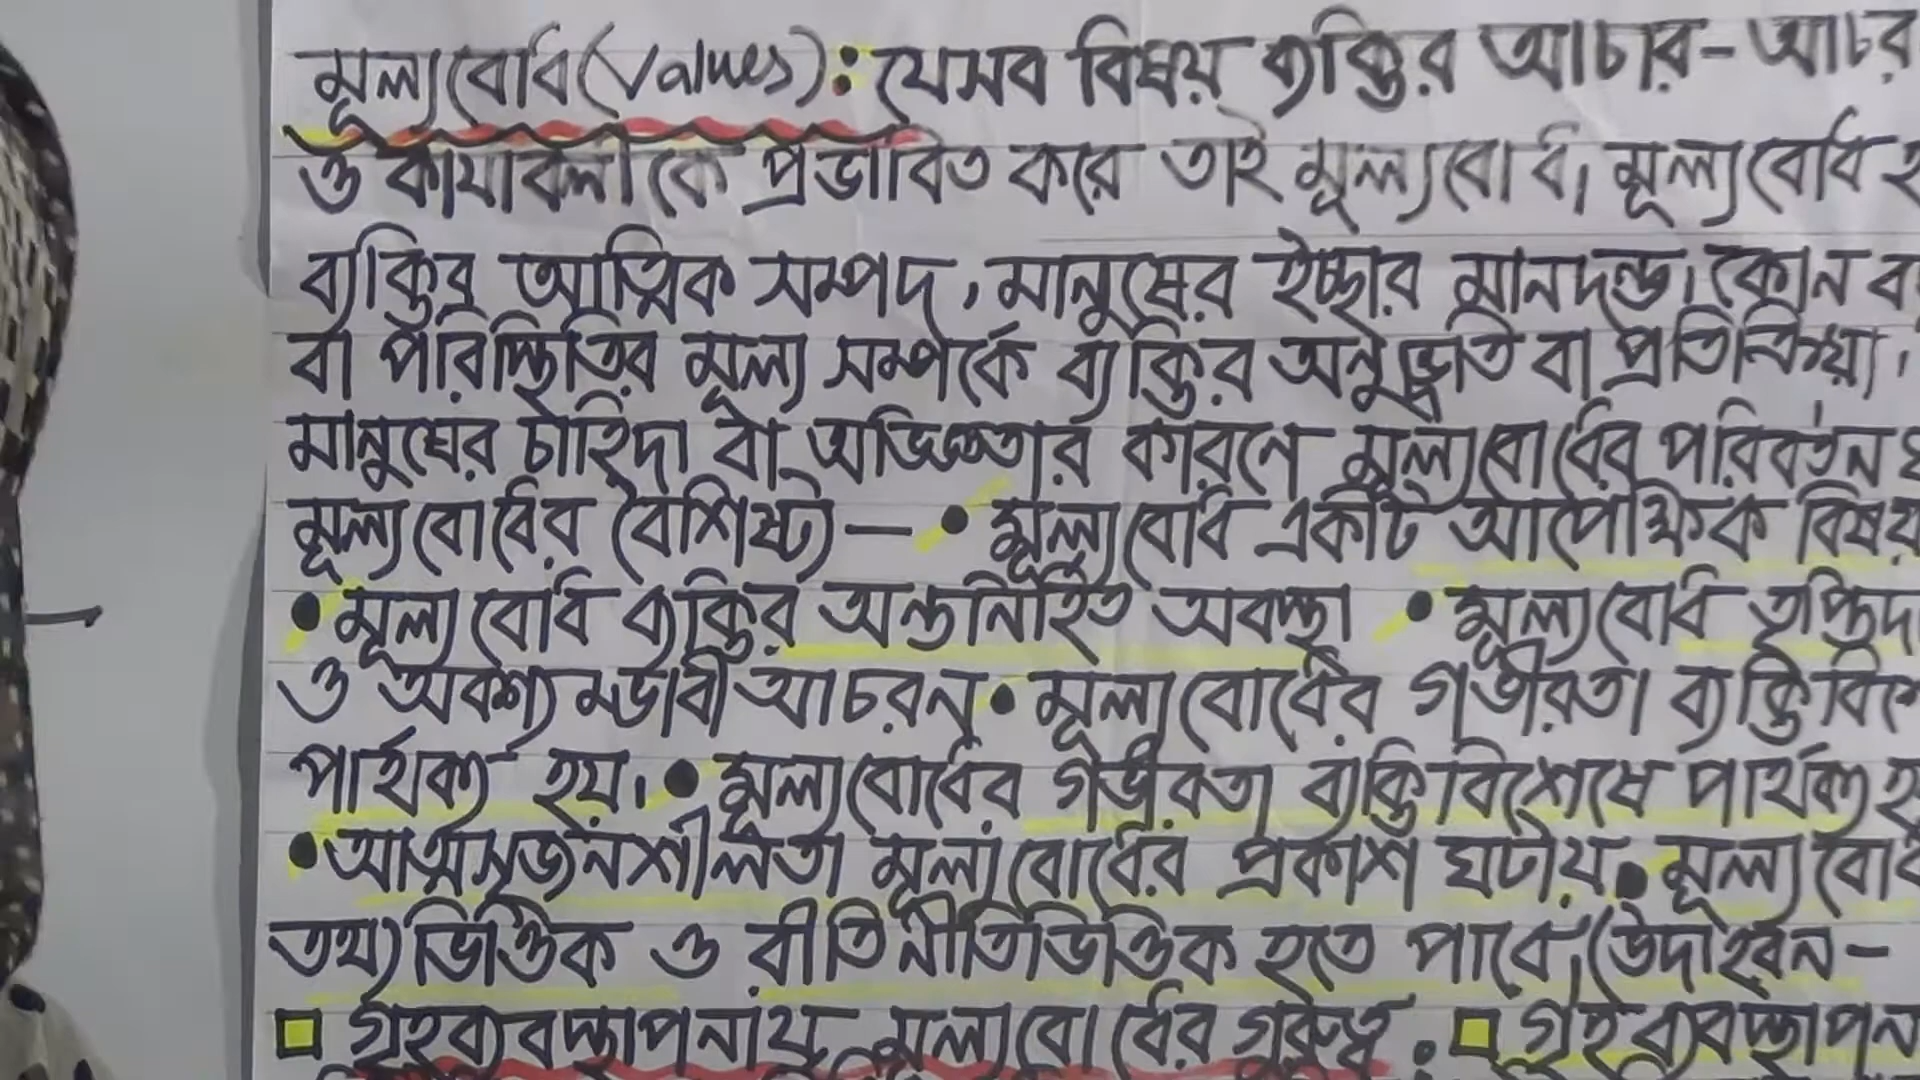 মূল্যবোধ (Values): যেসব বিষয় ব্যক্তির আচার-আচর
ও কার্যাবলীকে প্রভাবিত করে তাই মূল্যবোধ। মূল্যবোধ হ
ব্যক্তির আত্মিক সম্পদ, মানুষের ইচ্ছার মানদন্ড। কোন ব
বা পরিস্থিতির মূল্য সম্পর্কে ব্যক্তির অনুভূতি বা প্রতিক্রিয়া।
মানুষের চাহিদা বা অভিজ্ঞতার কারনে মূল্যবোধের পরিবর্তন ঘ
মূল্যবোধের বৈশিষ্ট্য— • মূল্যবোধ একটি আপেক্ষিক বিষয়
• মূল্যবোধ ব্যক্তির অন্তর্নিহিত অবস্থা • মূল্যবোধ তৃপ্তিদা
ও অবশ্যম্ভাবী আচরন • মূল্যবোধের গভীরতা ব্যক্তি বিশে
পার্থক্য হয়। • মূল্যবোধের গভীরতা ব্যক্তি বিশেষে পার্থক্য হ
• আত্মসৃজনশীলতা মূল্যবোধের প্রকাশ ঘটায় • মূল্যবোধ
তথ্যভিত্তিক ও রীতিনীতিভিত্তিক হতে পারে। (উদাহরন-
গৃহব্যবস্থাপনায় মূল্যবোধের গুরুত্ব: গৃহব্যবস্থাপন